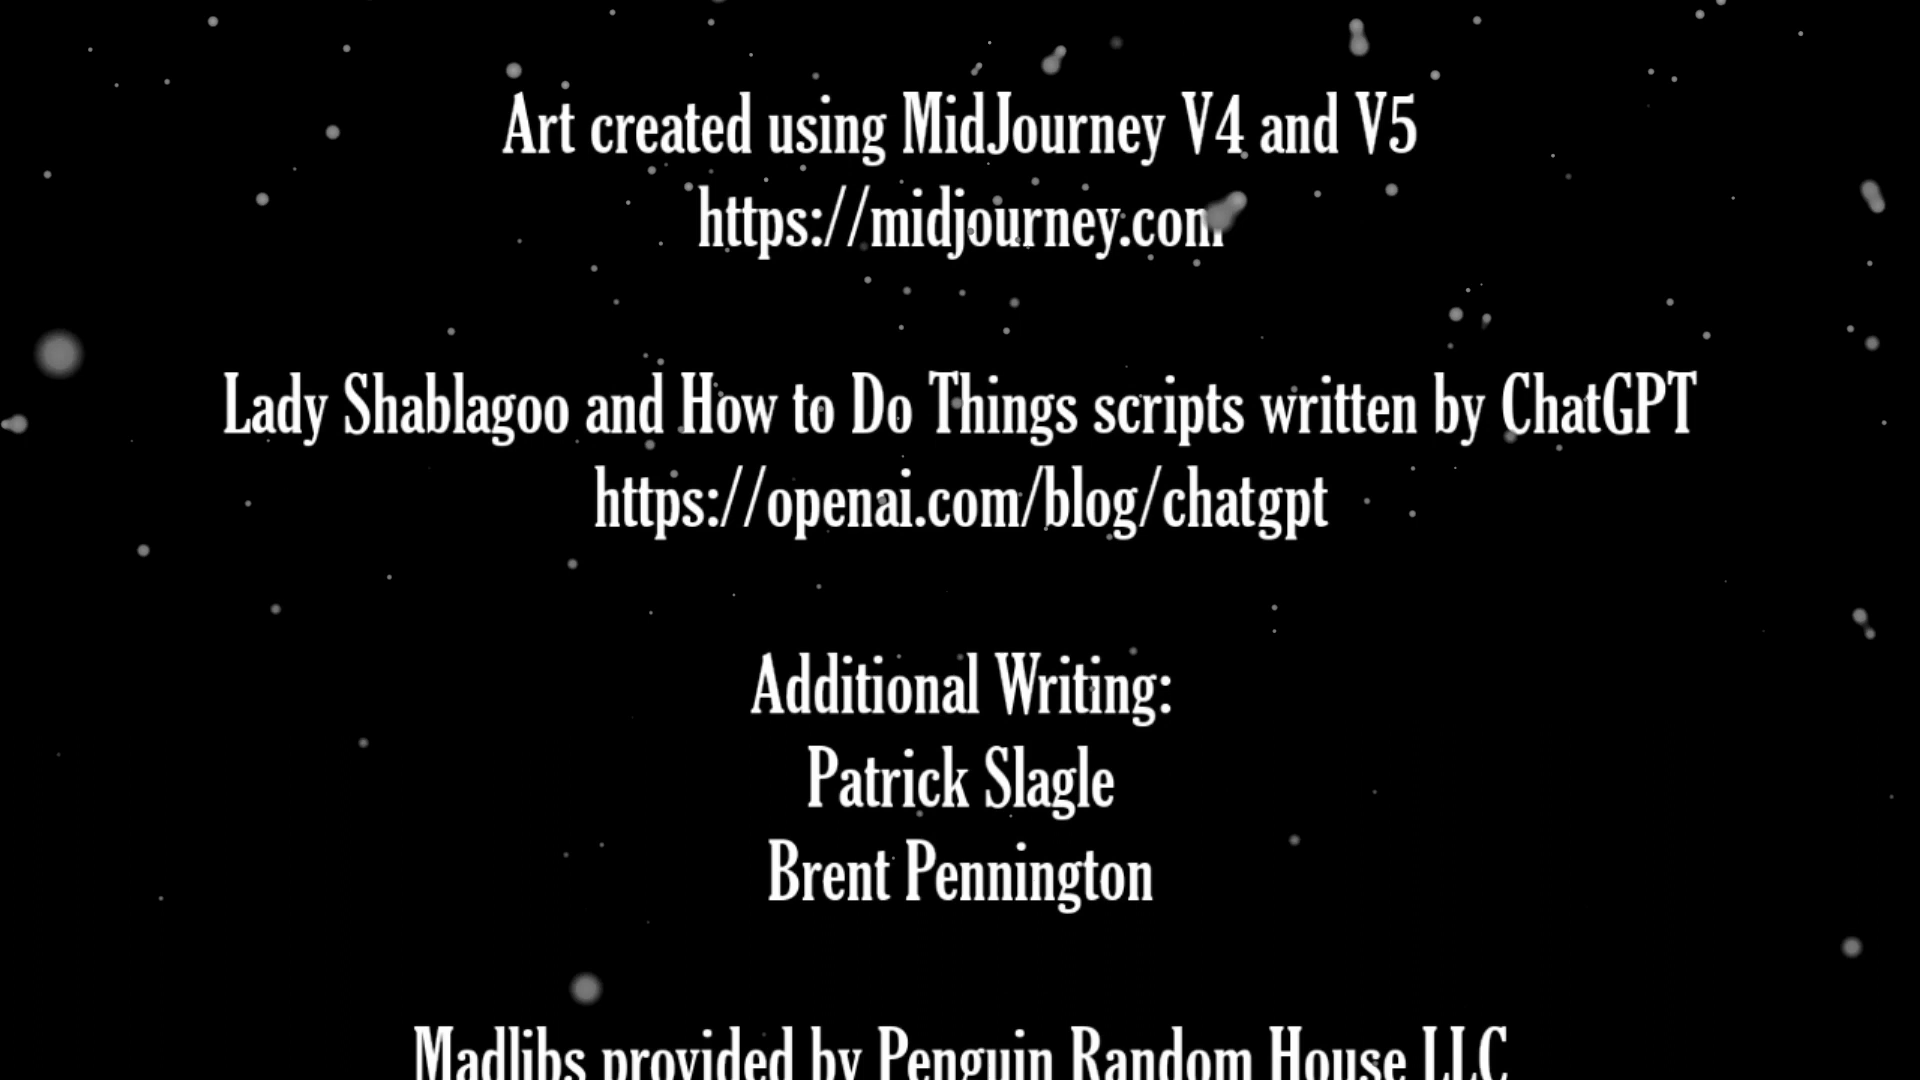 Art created using MidJourney V4 and V5
https://midjourney.com
Lady Shablagoo and How to Do Things scripts written by ChatGPT
https://openai.com/blog/chatgpt
Additional Writing:
Patrick Slagle
Brent Pennington
Madlibs provided by Penguin Random House LLC